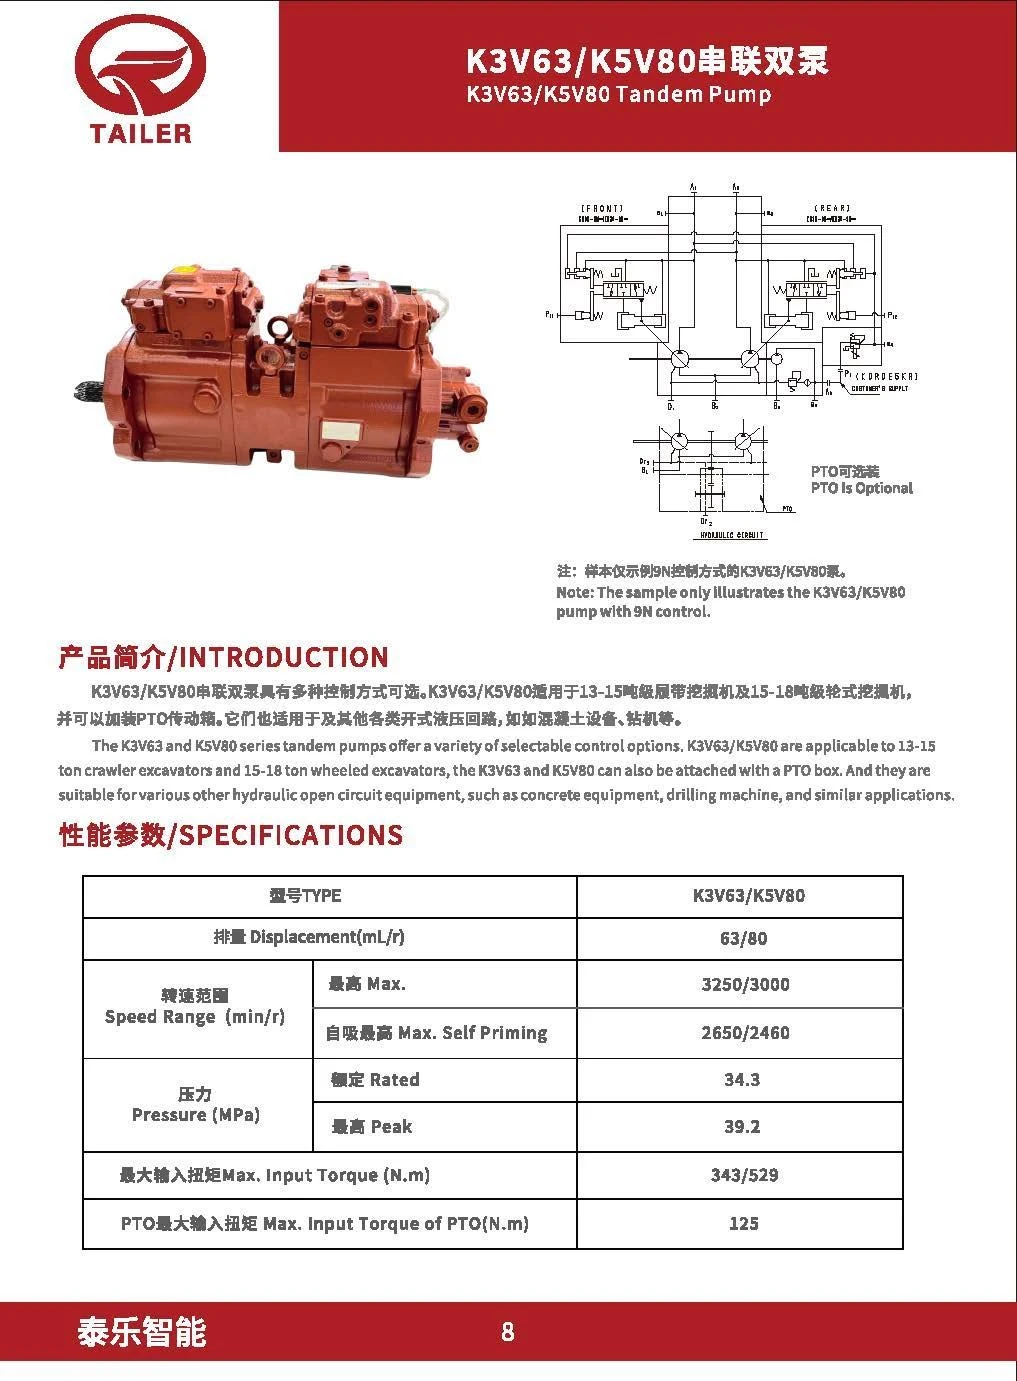 TAILER
K3V63/K5V80串联双泵
K3V63/K5V80 Tandem Pump
(FRONT)
(REAR)
(KDRDE6KR)
CUSTOMER'S SUPPLY
PTO可选装
PTO Is Optional
PTO
HYDRAULIC CIRCUIT
注：样本仅示例9N控制方式的K3V63/K5V80泵。
Note: The sample only illustrates the K3V63/K5V80
pump with 9N control.
产品简介/INTRODUCTION
K3V63/K5V80串联双泵具有多种控制方式可选。K3V63/K5V80适用于13-15吨级履带挖掘机及15-18吨级轮式挖掘机，
并可以加装PTO传动箱。它们也适用于及其他各类开式液压回路，如如混凝土设备、钻机等。
The K3V63 and K5V80 series tandem pumps offer a variety of selectable control options. K3V63/K5V80 are applicable to 13-15
ton crawler excavators and 15-18 ton wheeled excavators, the K3V63 and K5V80 can also be attached with a PTO box. And they are
suitable for various other hydraulic open circuit equipment, such as concrete equipment, drilling machine, and similar applications.
性能参数/SPECIFICATIONS
型号TYPE K3V63/K5V80
排量 Displacement(mL/r) 63/80
转速范围
Speed Range (min/r)
最高 Max. 3250/3000
自吸最高 Max. Self Priming 2650/2460
压力
Pressure (MPa)
额定 Rated 34.3
最高 Peak 39.2
最大输入扭矩Max. Input Torque (N.m) 343/529
PTO最大输入扭矩 Max. Input Torque of PTO(N.m) 125
泰乐智能
8